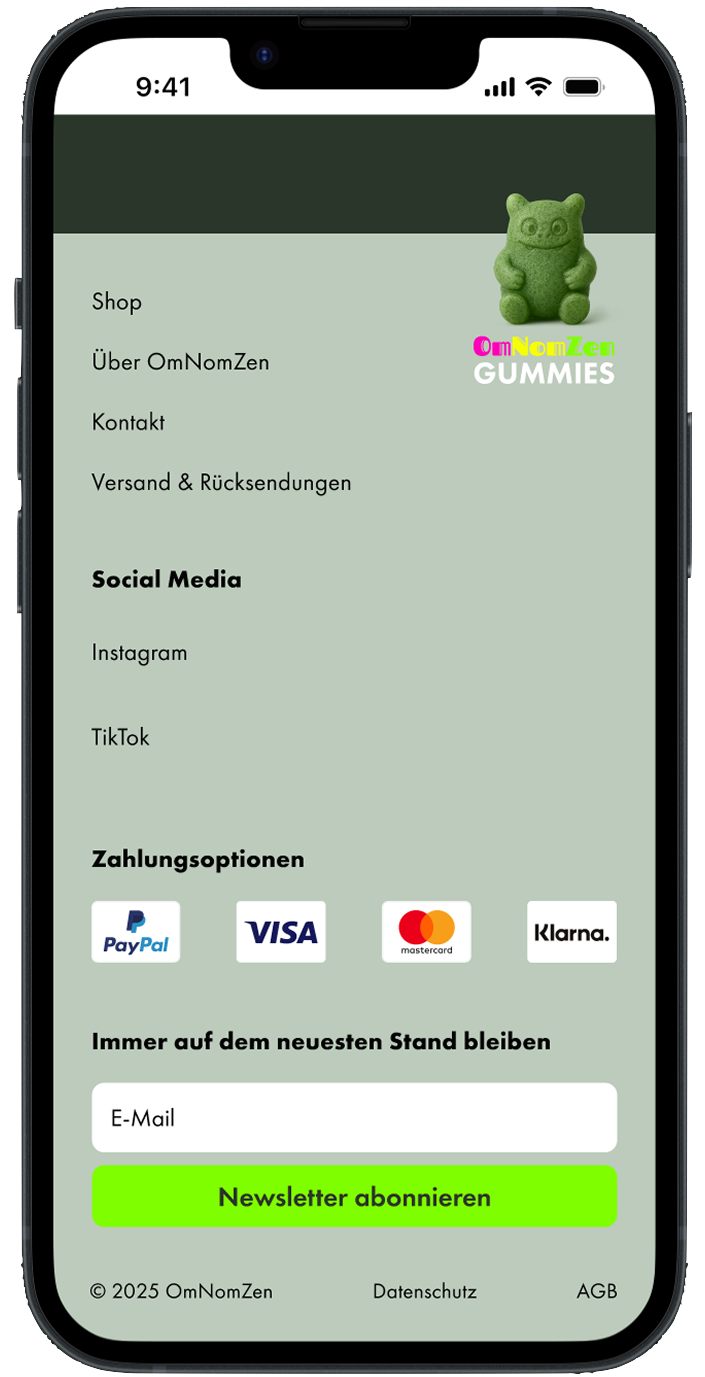 9:41
OmNomZen
GUMMIES
Shop
Über OmNomZen
Kontakt
Versand & Rücksendungen
Social Media
Instagram
TikTok
Zahlungsoptionen
PayPal VISA mastercard Klarna.
Immer auf dem neuesten Stand bleiben
E-Mail
Newsletter abonnieren
© 2025 OmNomZen Datenschutz AGB